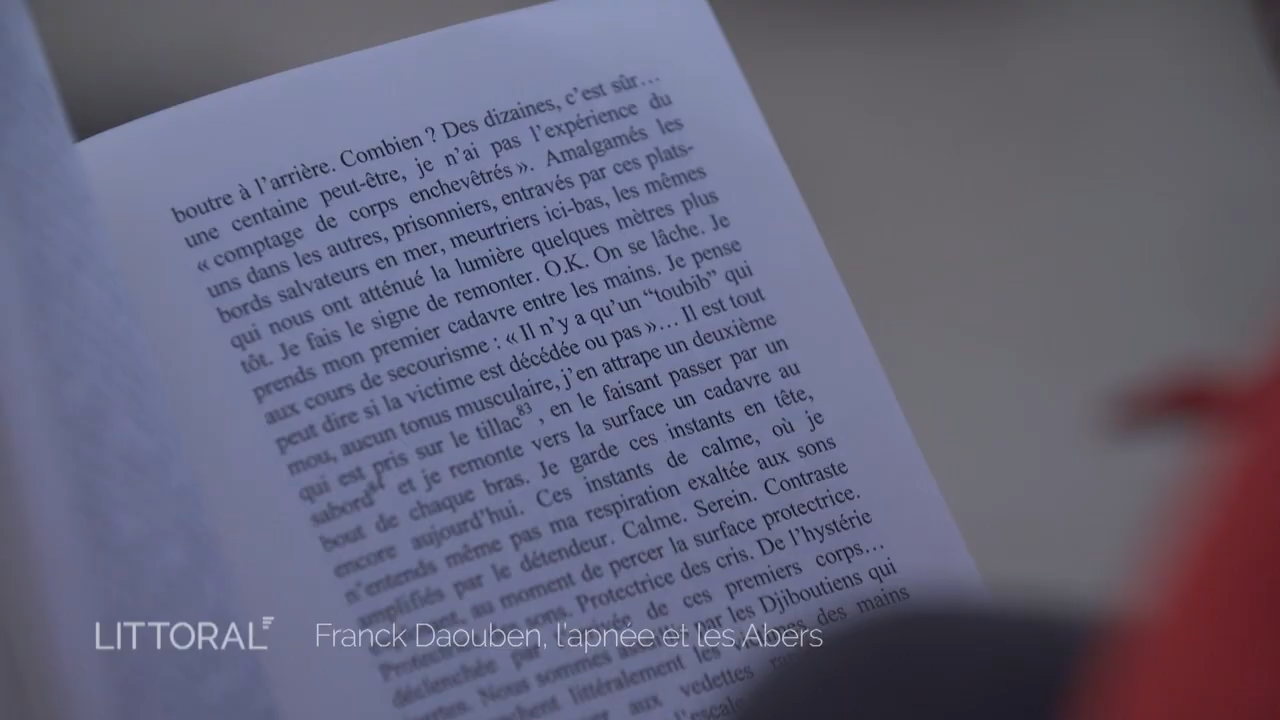 boutre à l'arrière. Combien ? Des dizaines, c'est sûr…
une centaine peut-être, je n'ai pas l'expérience du
« comptage de corps enchevêtrés ». Amalgamés les
uns dans les autres, prisonniers, entravés par ces plats-
bords salvateurs en mer, meurtriers ici-bas, les mêmes
qui nous ont atténué la lumière quelques mètres plus
tôt. Je fais le signe de remonter. O.K. On se lâche. Je
prends mon premier cadavre entre les mains. Je pense
aux cours de secourisme : « Il n'y a qu'un “toubib” qui
peut dire si la victime est décédée ou pas »… Il est tout
mou, aucun tonus musculaire, j'en attrape un deuxième
qui est pris sur le tillac83, en le faisant passer par un
sabord et je remonte vers la surface un cadavre au
bout de chaque bras. Je garde ces instants en tête,
encore aujourd'hui. Ces instants de calme, où je
n'entends même pas ma respiration exaltée aux sons
amplifiés par le détendeur. Calme. Serein. Contraste
au moment de percer la surface protectrice.
sons. Protectrice des cris. De l'hystérie
déclenchée par de ces premiers corps…
Nous sommes par les Djiboutiens qui
littéralement les des mains
aux vedettes
l'escale
LITTORAL Franck Daouben, l'apnée et les Abers